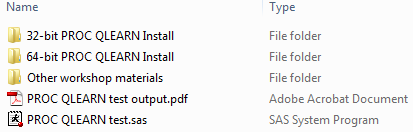 Name Type
32-bit PROC QLEARN Install File folder
64-bit PROC QLEARN Install File folder
Other workshop materials File folder
PROC QLEARN test output.pdf Adobe Acrobat Document
PROC QLEARN test.sas SAS System Program